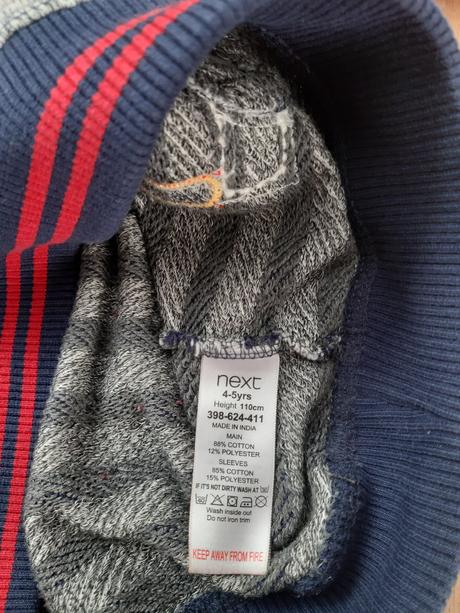 next
4-5yrs
Height 110cm
398-624-411
MADE IN INDIA
MAIN
88% COTTON
12% POLYESTER
SLEEVES
85% COTTON
15% POLYESTER
IF IT'S NOT DIRTY WASH AT 30
Wash inside out
Do not iron trim
KEEP AWAY FROM FIRE